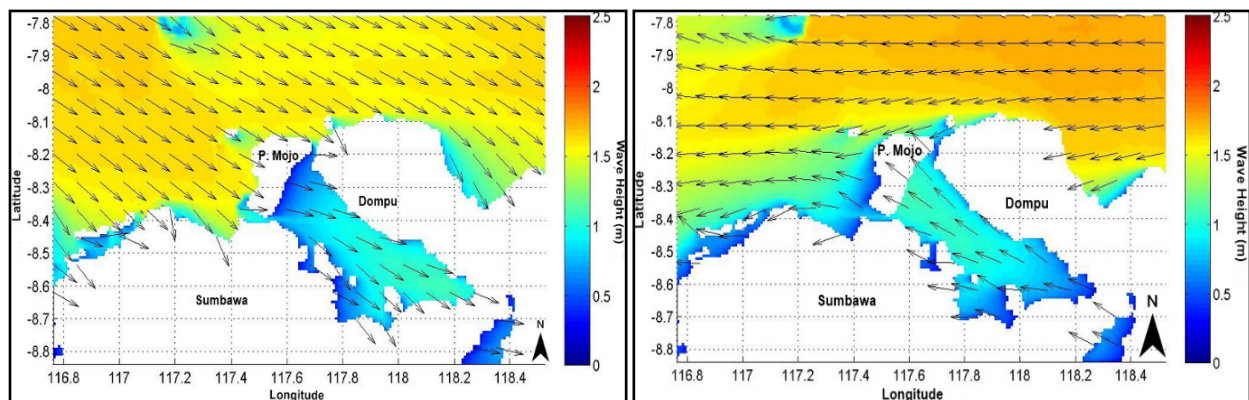 -7.8
-7.9
-8
-8.1
-8.2
-8.3
-8.4
-8.5
-8.6
-8.7
-8.8
Latitude
P. Mojo
Dompu
Sumbawa
N
116.8 117 117.2 117.4 117.6 117.8 118 118.2 118.4
Longitude
2.5
2
1.5
1
0.5
0
Wave Height (m)
-7.8
-7.9
-8
-8.1
-8.2
-8.3
-8.4
-8.5
-8.6
-8.7
-8.8
Latitude
P. Mojo
Dompu
Sumbawa
N
116.8 117 117.2 117.4 117.6 117.8 118 118.2 118.4
Longitude
2.5
2
1.5
1
0.5
0
Wave Height (m)